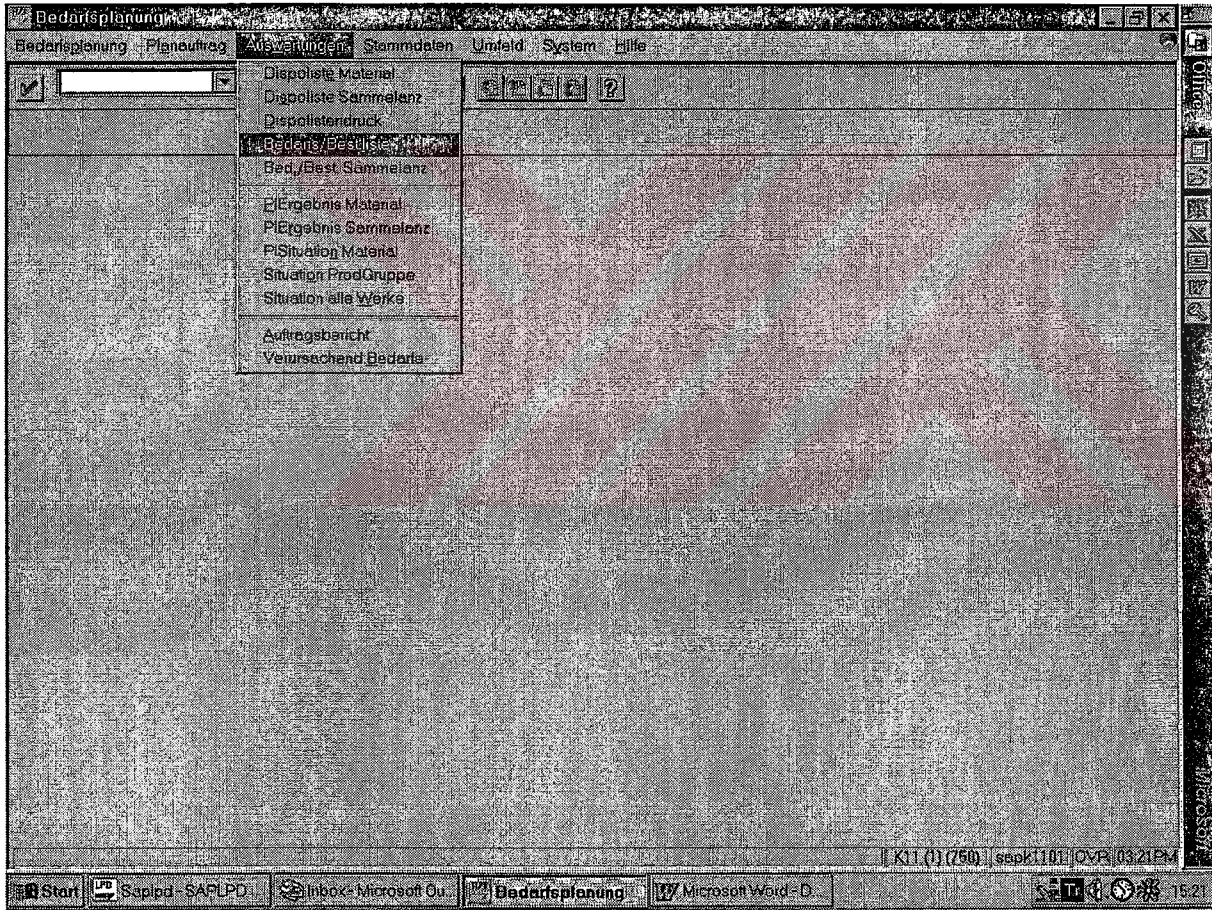 Bedarfsplanung
Bedarfsplanung Planauftrag Auswertungen Stammdaten Umfeld System Hilfe
Dispoliste Material
Dispoliste Sammelanz
Dispolistendruck
Bedarfs/Bestliste
Bed./Best Sammelanz
PlErgebnis Material
PlErgebnis Sammelanz
PlSituation Material
Situation ProdGruppe
Situation alle Werke
Auftragsbericht
Verursachend Bedarfe
Office
Microsoft
K11 (1) (750) sapk1101 OVR 03:21PM
Start Saplpd - SAPLPD Inbox - Microsoft Ou... Bedarfsplanung Microsoft Word - D... 15:21